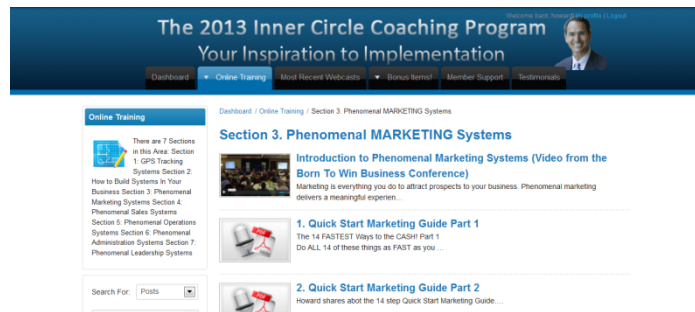 Welcome back, howard! My profile | Logout
The 2013 Inner Circle Coaching Program
Your Inspiration to Implementation
Dashboard
Online Training
Most Recent Webcasts
Bonus Items!
Member Support
Testimonials
Online Training
There are 7 Sections
in this Area: Section
1: GPS Tracking
Systems Section 2:
How to Build Systems In Your
Business Section 3: Phenomenal
Marketing Systems Section 4:
Phenomenal Sales Systems
Section 5: Phenomenal Operations
Systems Section 6: Phenomenal
Administration Systems Section 7:
Phenomenal Leadership Systems
Search For: Posts
Dashboard / Online Training / Section 3. Phenomenal MARKETING Systems
Section 3. Phenomenal MARKETING Systems
Introduction to Phenomenal Marketing Systems (Video from the
Born To Win Business Conference)
Marketing is everything you do to attract prospects to your business. Phenomenal marketing
delivers a meaningful experien...
PDF
1. Quick Start Marketing Guide Part 1
The 14 FASTEST Ways to the CASH! Part 1
Do ALL 14 of these things as FAST as you ...
PDF
2. Quick Start Marketing Guide Part 2
Howard shares abot the 14 step Quick Start Marketing Guide....